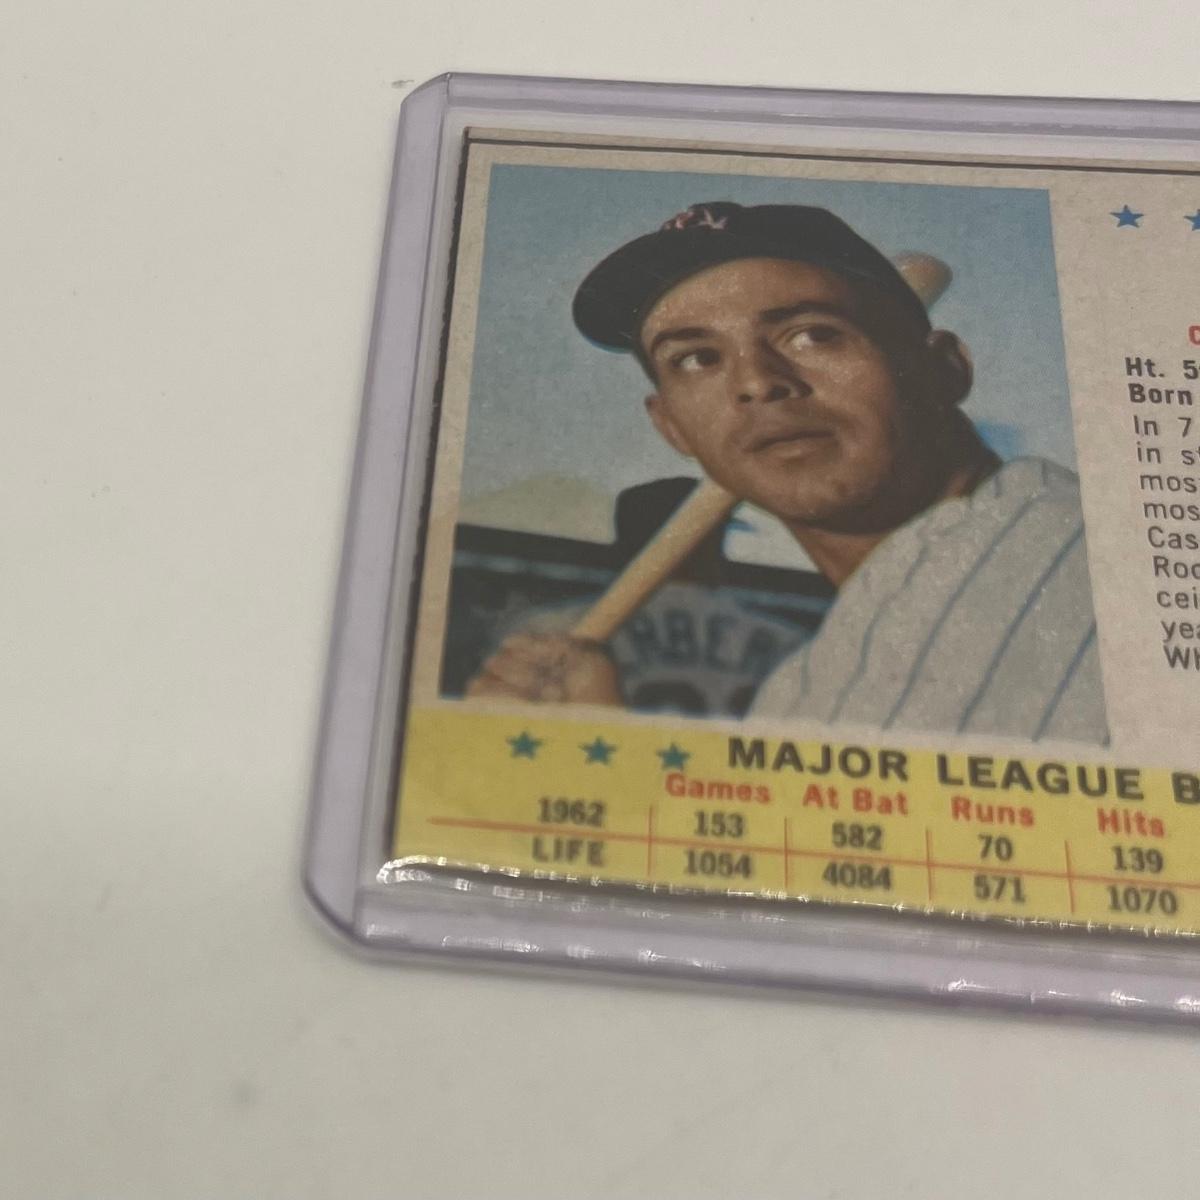 Ht. 5
Born
In 7
in s
mos
mos
Cas
Roc
cei
yea
Wh
MAJOR LEAGUE B
Games At Bat Runs Hits
1962 153 582 70 139
LIFE 1054 4084 571 1070